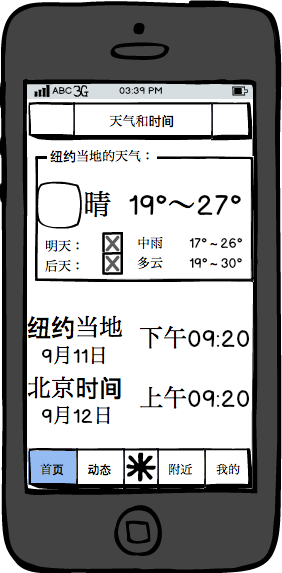 ABC 3G 03:39 PM
天气和时间
纽约当地的天气：
晴 19°～27°
明天： 中雨 17°～26°
后天： 多云 19°～30°
纽约当地 下午09:20
9月11日
北京时间 上午09:20
9月12日
首页 动态 附近 我的